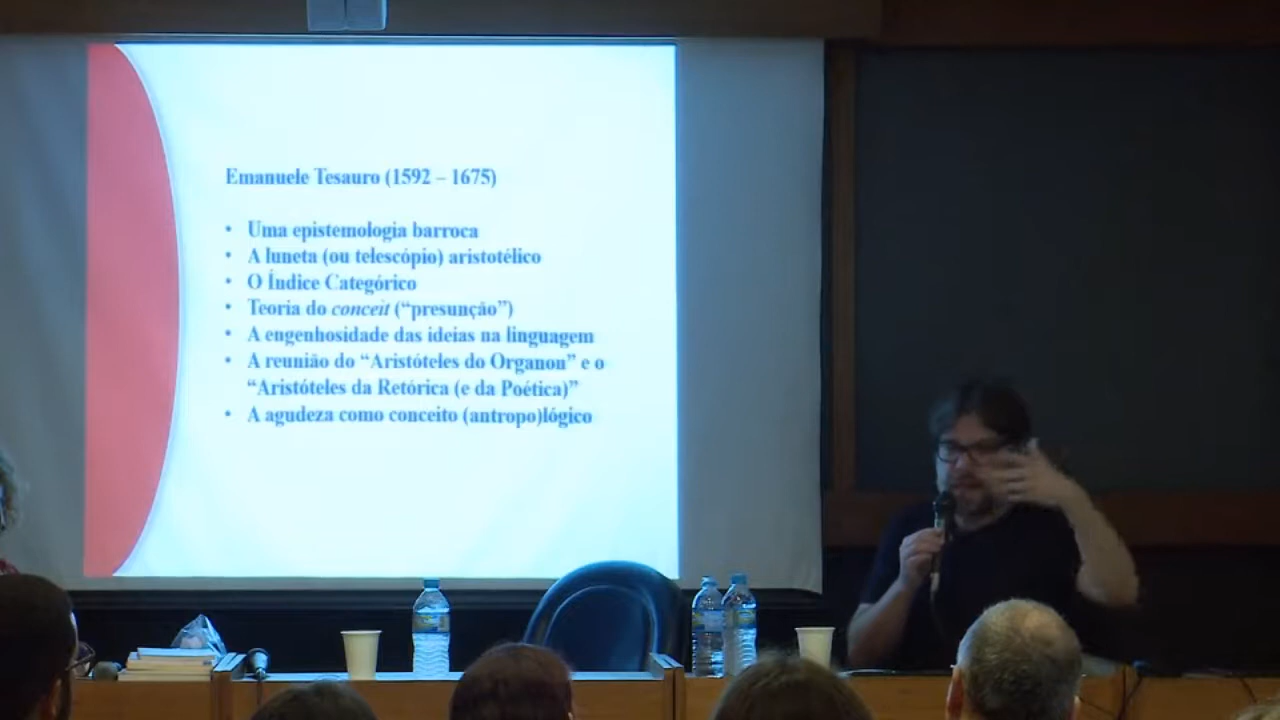 Emanuele Tesauro (1592 – 1675)
• Uma epistemologia barroca
• A luneta (ou telescópio) aristotélico
• O Índice Categórico
• Teoria do conceit (“presunção”)
• A engenhosidade das ideias na linguagem
• A reunião do “Aristóteles do Organon” e o
“Aristóteles da Retórica (e da Poética)”
• A agudeza como conceito (antropo)lógico